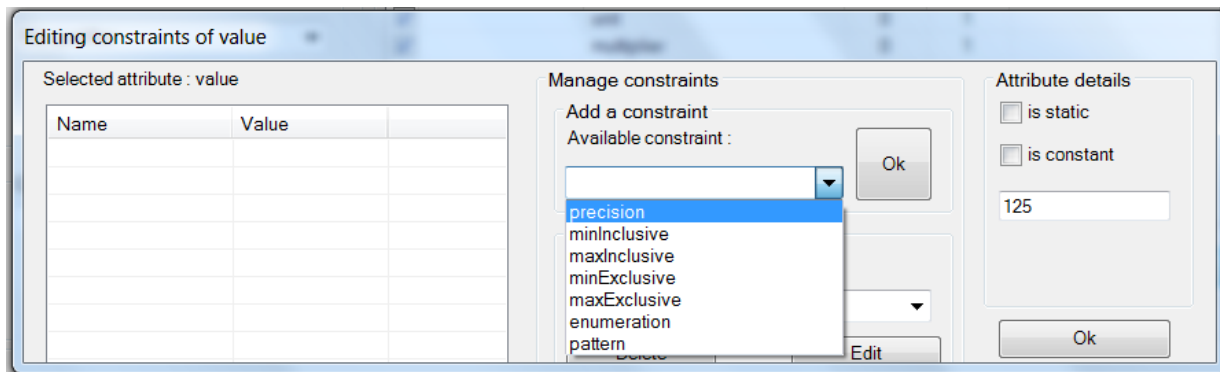 Editing constraints of value
Selected attribute : value
Name Value
Manage constraints
Add a constraint
Available constraint :
Ok
precision
minInclusive
maxInclusive
minExclusive
maxExclusive
enumeration
pattern
Delete
Edit
Attribute details
is static
is constant
125
Ok